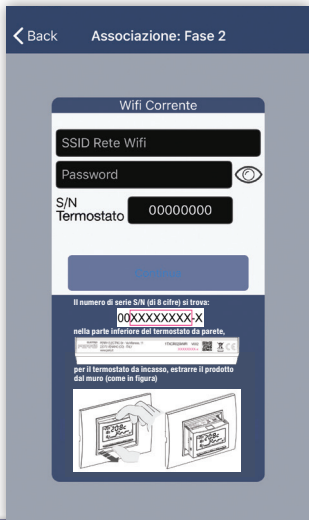 Back
Associazione: Fase 2
Wifi Corrente
SSID Rete Wifi
Password
S/N
Termostato
00000000
Continua
Il numero di serie S/N (di 8 cifre) si trova:
00XXXXXXXX-X
nella parte inferiore del termostato da parete,
per il termostato da incasso, estrarre il prodotto
dal muro (come in figura)